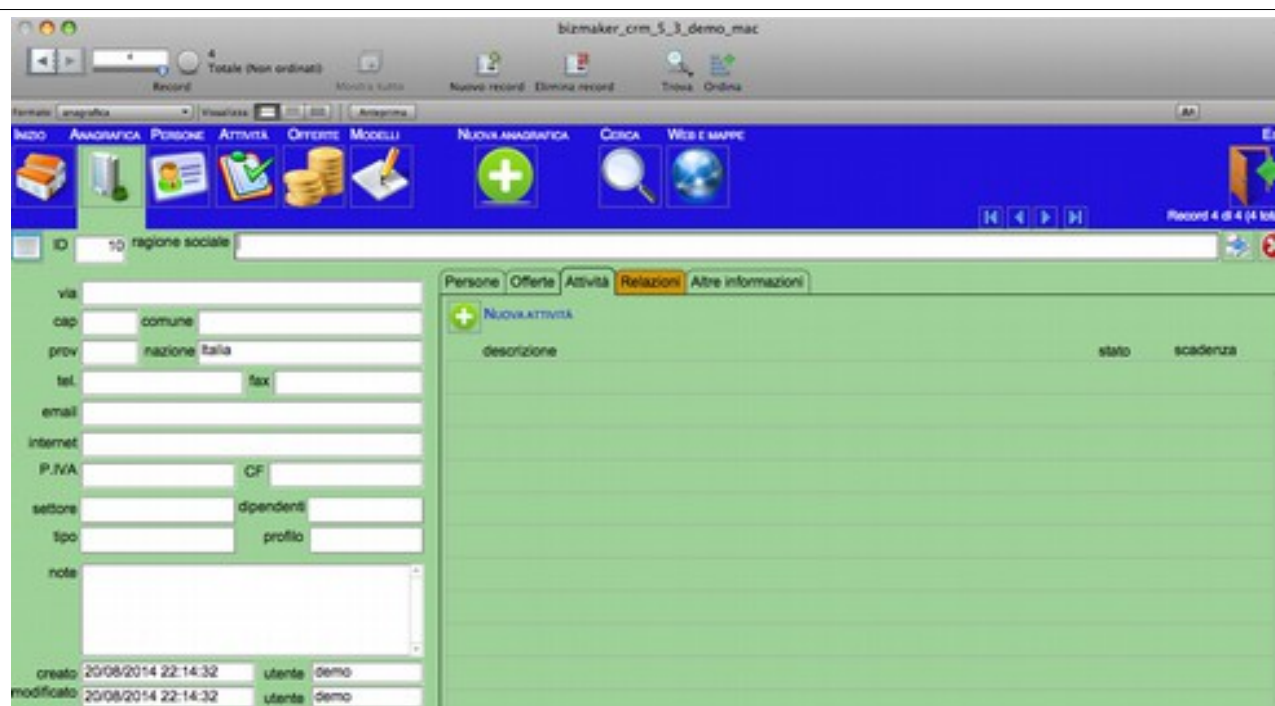 bizmaker_crm_5_3_demo_mac
4
4
Totale (Non ordinati)
Record
Mostra tutto
Nuovo record
Elimina record
Trova
Ordina
Formato: anagrafica
Visualizza:
Anteprima
INIZIO ANAGRAFICA PERSONE ATTIVITÀ OFFERTE MODELLI NUOVA ANAGRAFICA CERCA WEB E MAPPE
Record 4 di 4 (4
ID 10 ragione sociale
Persone Offerte Attività Relazioni Altre informazioni
via
NUOVA ATTIVITÀ
cap comune
prov nazione Italia
descrizione stato scadenza
tel. fax
email
internet
P.IVA CF
settore dipendenti
tipo profilo
note
creato 20/08/2014 22:14:32 utente demo
modificato 20/08/2014 22:14:32 utente demo